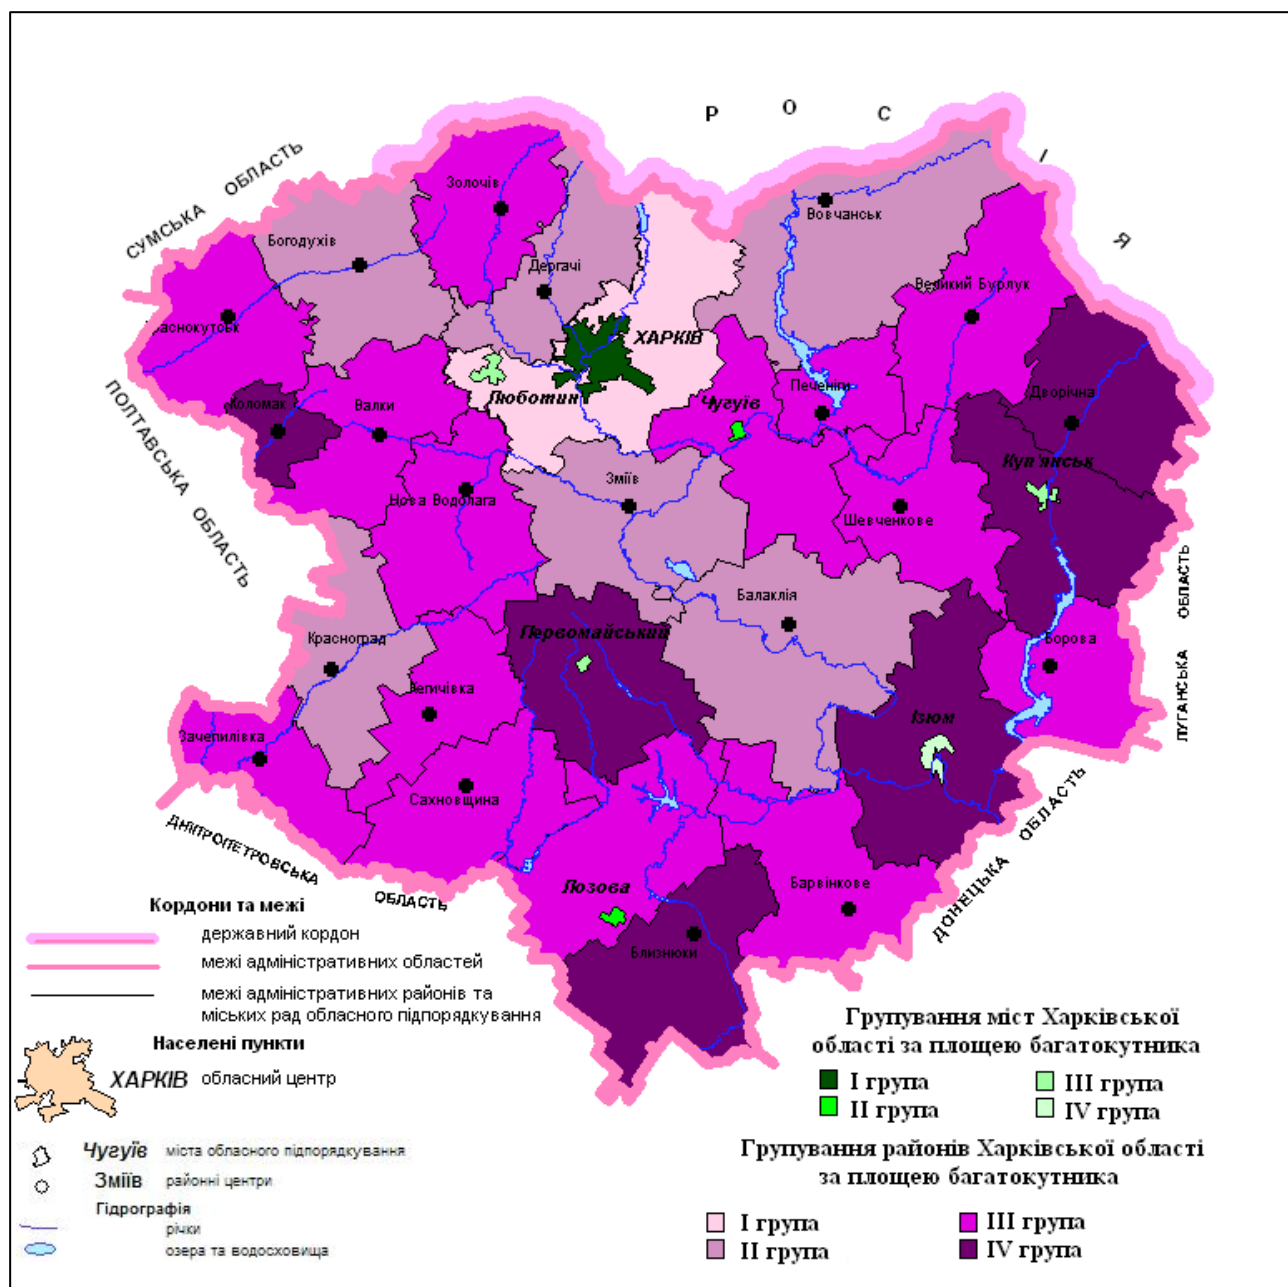 Р О С І Я
СУМСЬКА ОБЛАСТЬ
Золочів
Вовчанськ
Богодухів
Дергачі
Великий Бурлук
ХАРКІВ
Люботин
Печеніги
Дворічна
Коломак
Валки
Чугуїв
ПОЛТАВСЬКА ОБЛАСТЬ
Куп'янськ
Зміїв
Нова Водолага
Шевченкове
Балаклія
ЛУГАНСЬКА ОБЛАСТЬ
Красноград
Первомайський
Борова
Ізюм
Зачепилівка
Сахновщина
ДНІПРОПЕТРОВСЬКА ОБЛАСТЬ
Лозова
Барвінкове
ДОНЕЦЬКА ОБЛАСТЬ
Близнюки
Кордони та межі
державний кордон
межі адміністративних областей
межі адміністративних районів та
міських рад обласного підпорядкування
Населені пункти
ХАРКІВ обласний центр
Чугуїв міста обласного підпорядкування
Зміїв районні центри
Гідрографія
річки
озера та водосховища
Групування міст Харківської
області за площею багатокутника
І група
ІІІ група
ІІ група
IV група
Групування районів Харківської області
за площею багатокутника
І група
ІІІ група
ІІ група
IV група